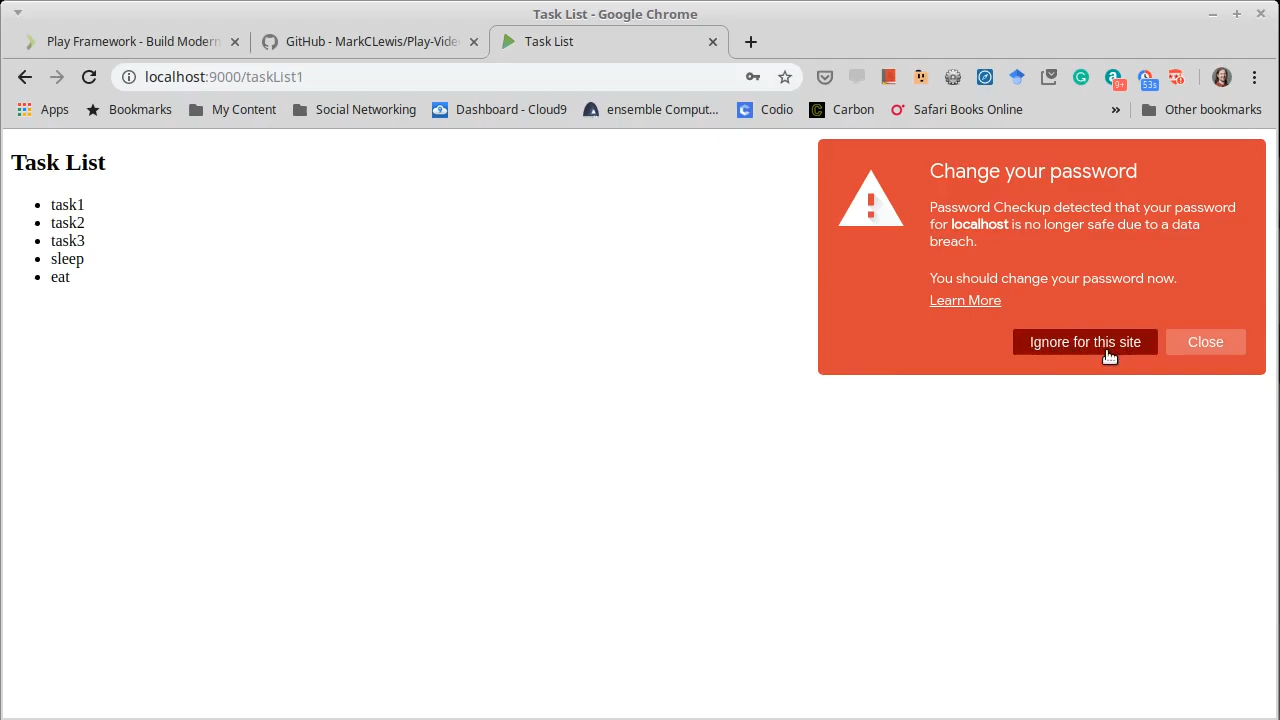 Task List - Google Chrome
Play Framework - Build Modern
GitHub - MarkCLewis/Play-Vide
Task List
localhost:9000/taskList1
9+
53s
Apps
Bookmarks
My Content
Social Networking
Dashboard - Cloud9
ensemble Comput...
Codio
Carbon
Safari Books Online
»
Other bookmarks
Task List
• task1
• task2
• task3
• sleep
• eat
Change your password
Password Checkup detected that your password
for localhost is no longer safe due to a data
breach.
You should change your password now.
Learn More
Ignore for this site
Close